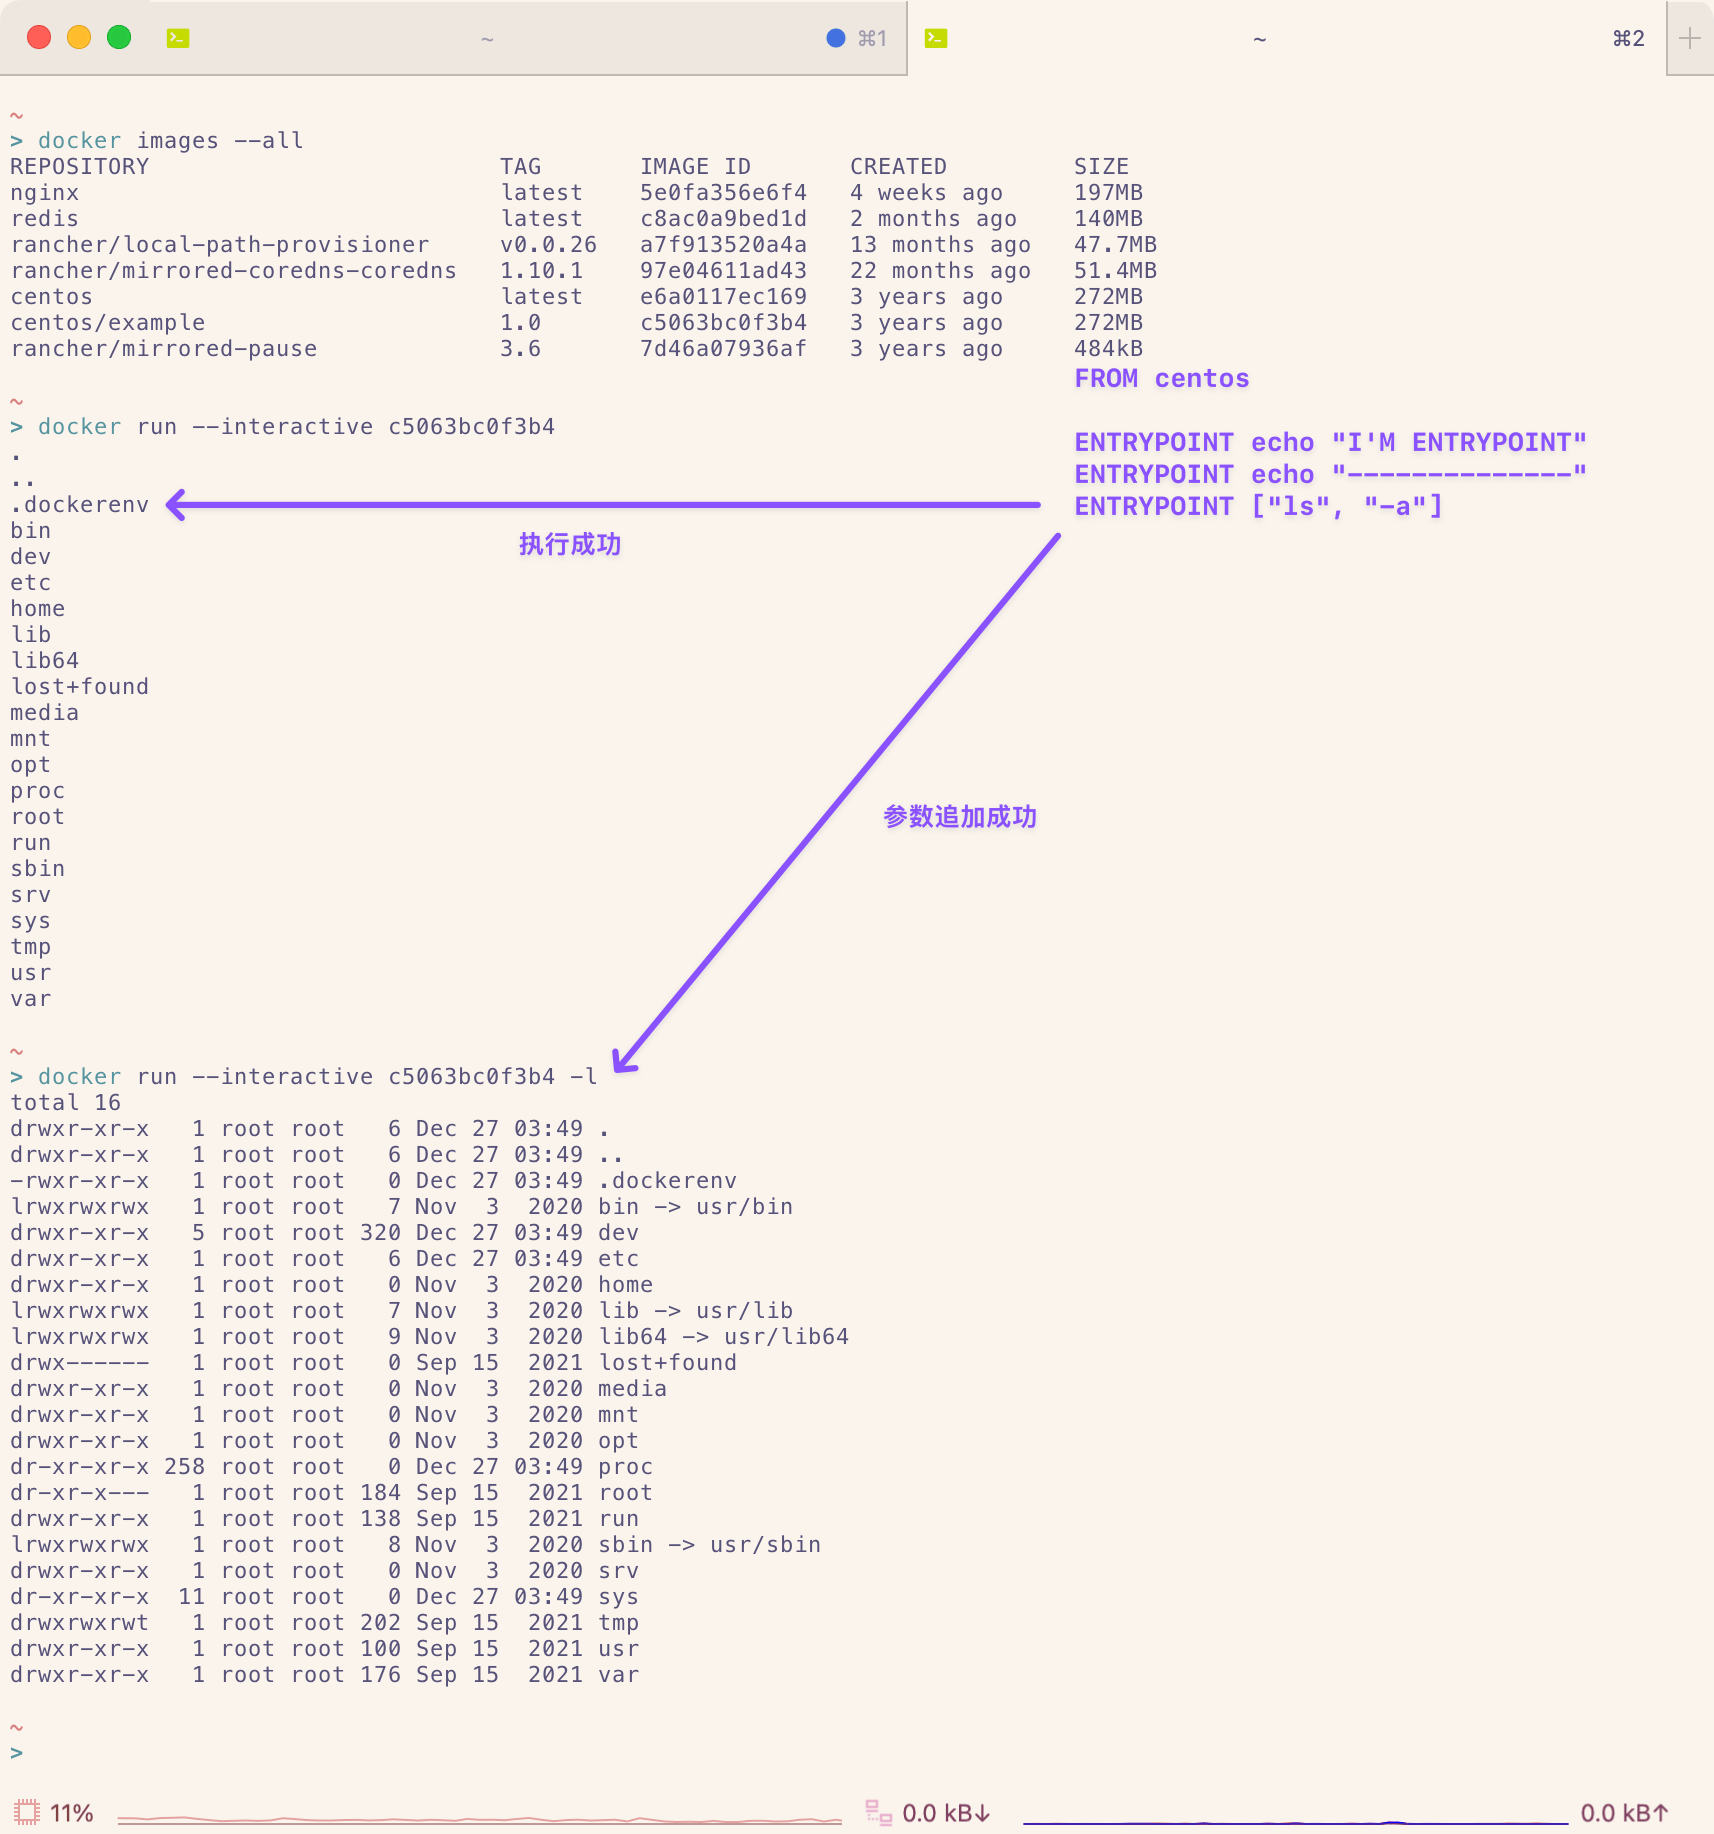 ~ ⌘1 ~ ⌘2
~
> docker images --all
REPOSITORY TAG IMAGE ID CREATED SIZE
nginx latest 5e0fa356e6f4 4 weeks ago 197MB
redis latest c8ac0a9bed1d 2 months ago 140MB
rancher/local-path-provisioner v0.0.26 a7f913520a4a 13 months ago 47.7MB
rancher/mirrored-coredns-coredns 1.10.1 97e04611ad43 22 months ago 51.4MB
centos latest e6a0117ec169 3 years ago 272MB
centos/example 1.0 c5063bc0f3b4 3 years ago 272MB
rancher/mirrored-pause 3.6 7d46a07936af 3 years ago 484kB
FROM centos
ENTRYPOINT echo "I'M ENTRYPOINT"
ENTRYPOINT echo "--------------"
ENTRYPOINT ["ls", "-a"]
~
> docker run --interactive c5063bc0f3b4
.
..
.dockerenv
bin
执行成功
dev
etc
home
lib
lib64
lost+found
media
mnt
opt
proc
root
参数追加成功
run
sbin
srv
sys
tmp
usr
var
~
> docker run --interactive c5063bc0f3b4 -l
total 16
drwxr-xr-x 1 root root 6 Dec 27 03:49 .
drwxr-xr-x 1 root root 6 Dec 27 03:49 ..
-rwxr-xr-x 1 root root 0 Dec 27 03:49 .dockerenv
lrwxrwxrwx 1 root root 7 Nov 3 2020 bin -> usr/bin
drwxr-xr-x 5 root root 320 Dec 27 03:49 dev
drwxr-xr-x 1 root root 6 Dec 27 03:49 etc
drwxr-xr-x 1 root root 0 Nov 3 2020 home
lrwxrwxrwx 1 root root 7 Nov 3 2020 lib -> usr/lib
lrwxrwxrwx 1 root root 9 Nov 3 2020 lib64 -> usr/lib64
drwx------ 1 root root 0 Sep 15 2021 lost+found
drwxr-xr-x 1 root root 0 Nov 3 2020 media
drwxr-xr-x 1 root root 0 Nov 3 2020 mnt
drwxr-xr-x 1 root root 0 Nov 3 2020 opt
dr-xr-xr-x 258 root root 0 Dec 27 03:49 proc
dr-xr-x--- 1 root root 184 Sep 15 2021 root
drwxr-xr-x 1 root root 138 Sep 15 2021 run
lrwxrwxrwx 1 root root 8 Nov 3 2020 sbin -> usr/sbin
drwxr-xr-x 1 root root 0 Nov 3 2020 srv
dr-xr-xr-x 11 root root 0 Dec 27 03:49 sys
drwxrwxrwt 1 root root 202 Sep 15 2021 tmp
drwxr-xr-x 1 root root 100 Sep 15 2021 usr
drwxr-xr-x 1 root root 176 Sep 15 2021 var
~
>
11% 0.0 kB↓ 0.0 kB↑